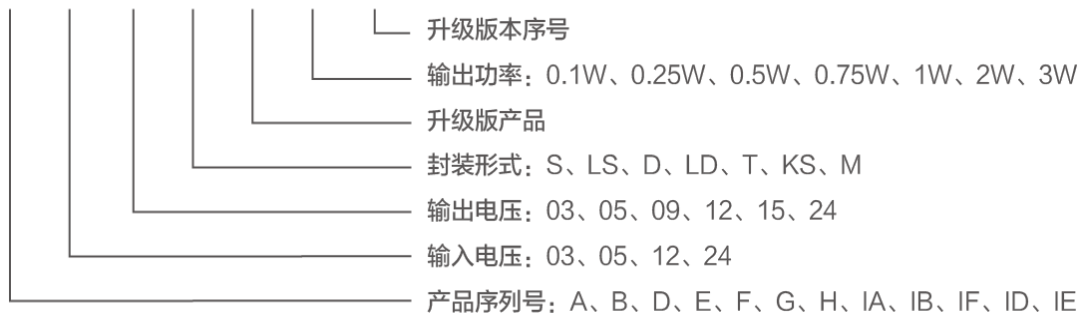 升级版本序号
输出功率：0.1W、0.25W、0.5W、0.75W、1W、2W、3W
升级版产品
封装形式：S、LS、D、LD、T、KS、M
输出电压：03、05、09、12、15、24
输入电压：03、05、12、24
产品序列号：A、B、D、E、F、G、H、IA、IB、IF、ID、IE